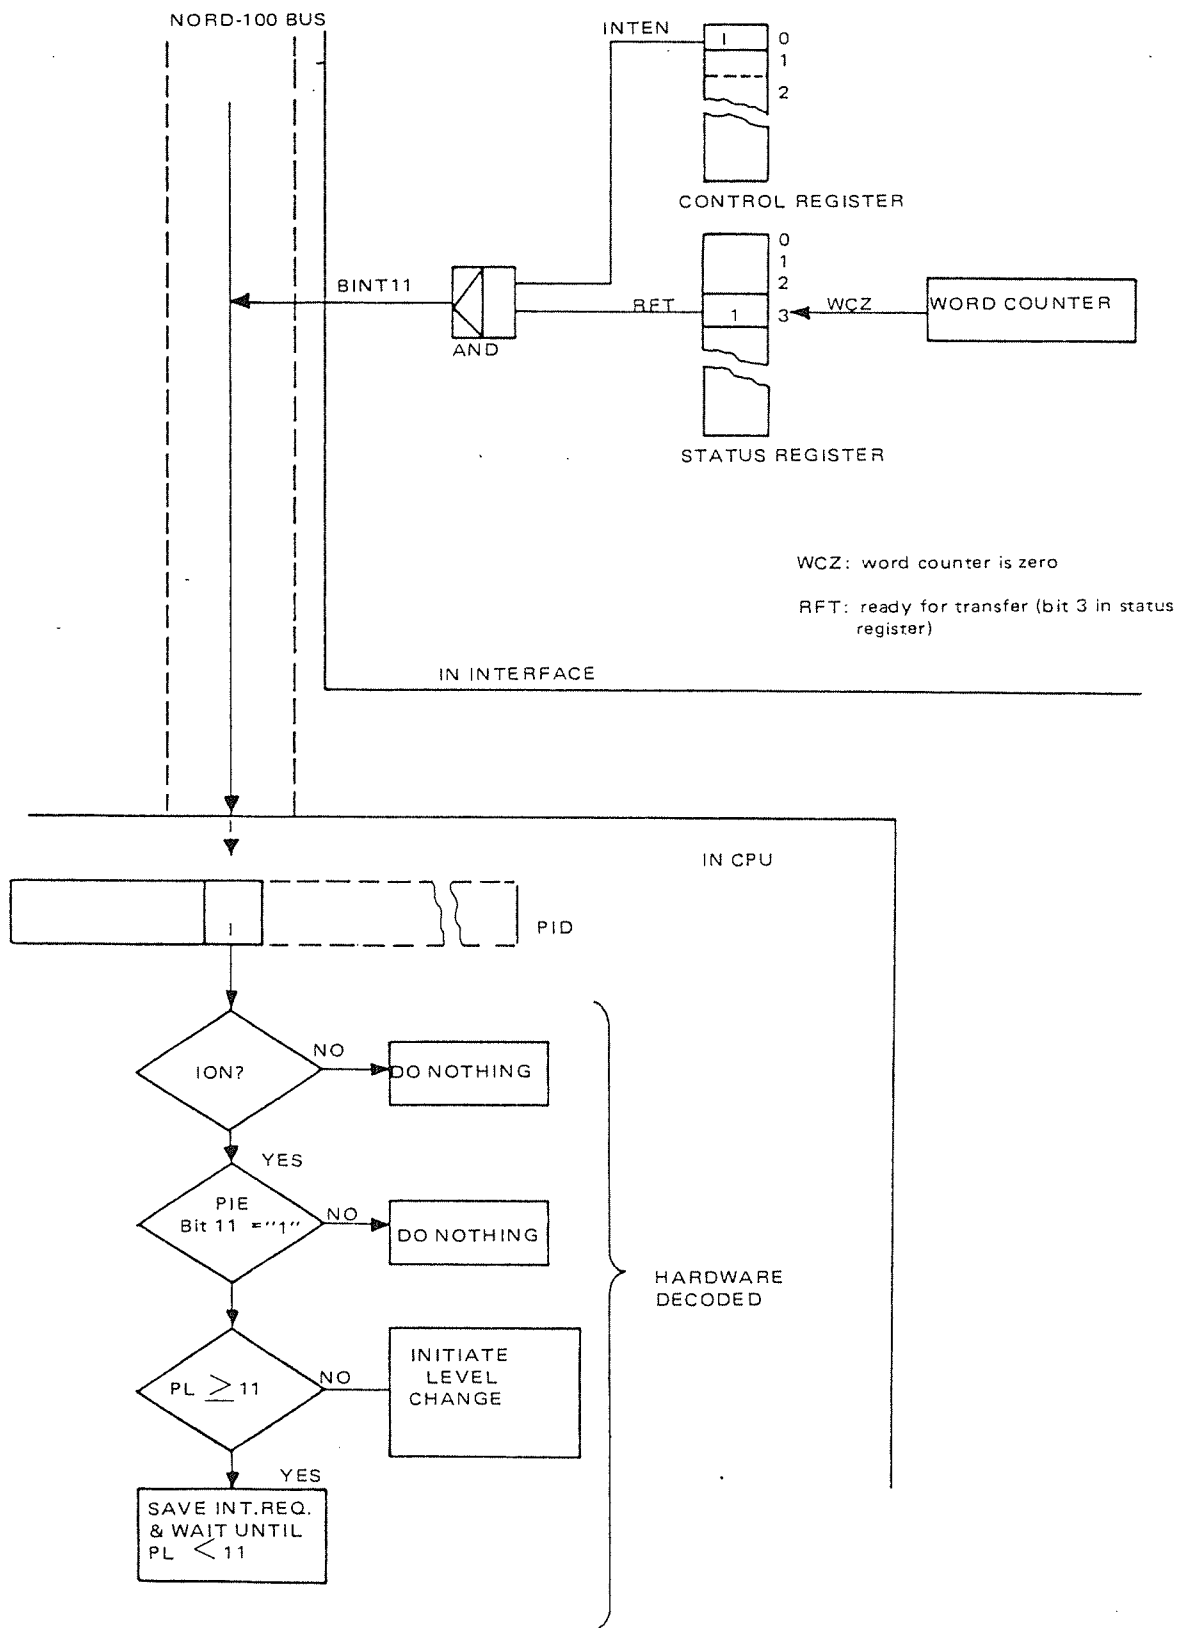 NORD-100 BUS
INTEN
1 0
1
2
CONTROL REGISTER
0
1
2
BINT11
RFT
1 3
WCZ
WORD COUNTER
AND
STATUS REGISTER
WCZ: word counter is zero
RFT: ready for transfer (bit 3 in status
register)
IN INTERFACE
IN CPU
1
PID
ION?
NO
DO NOTHING
YES
PIE
Bit 11 ="1"
NO
DO NOTHING
HARDWARE
DECODED
PL ≥ 11
NO
INITIATE
LEVEL
CHANGE
YES
SAVE INT.REQ.
& WAIT UNTIL
PL < 11